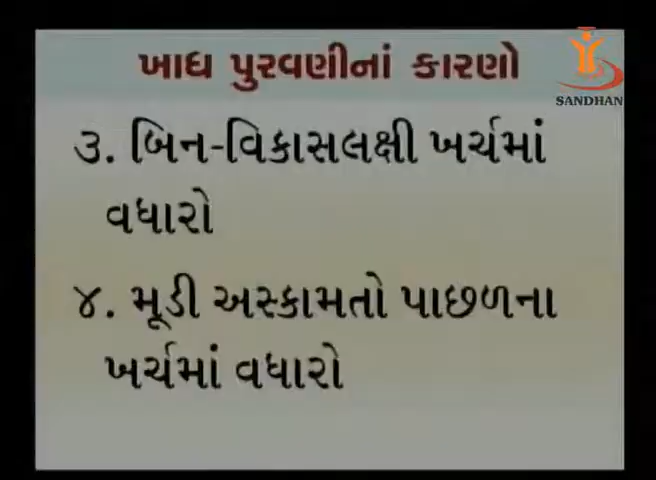 ખાધ પુરવણીનાં કારણો
SANDHAN
૩. બિન-વિકાસલક્ષી ખર્ચમાં
વધારો
૪. મૂડી અસ્કામતો પાછળના
ખર્ચમાં વધારો